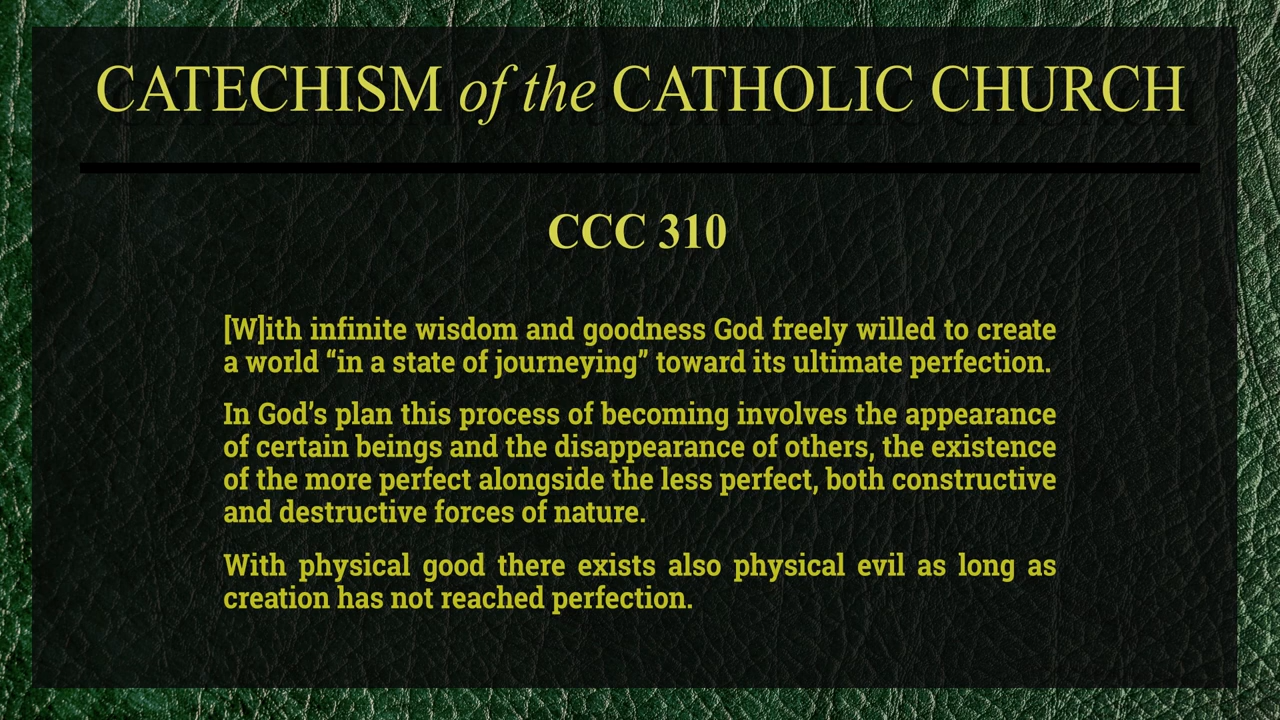 CATECHISM of the CATHOLIC CHURCH
CCC 310
[W]ith infinite wisdom and goodness God freely willed to create
a world “in a state of journeying” toward its ultimate perfection.
In God’s plan this process of becoming involves the appearance
of certain beings and the disappearance of others, the existence
of the more perfect alongside the less perfect, both constructive
and destructive forces of nature.
With physical good there exists also physical evil as long as
creation has not reached perfection.